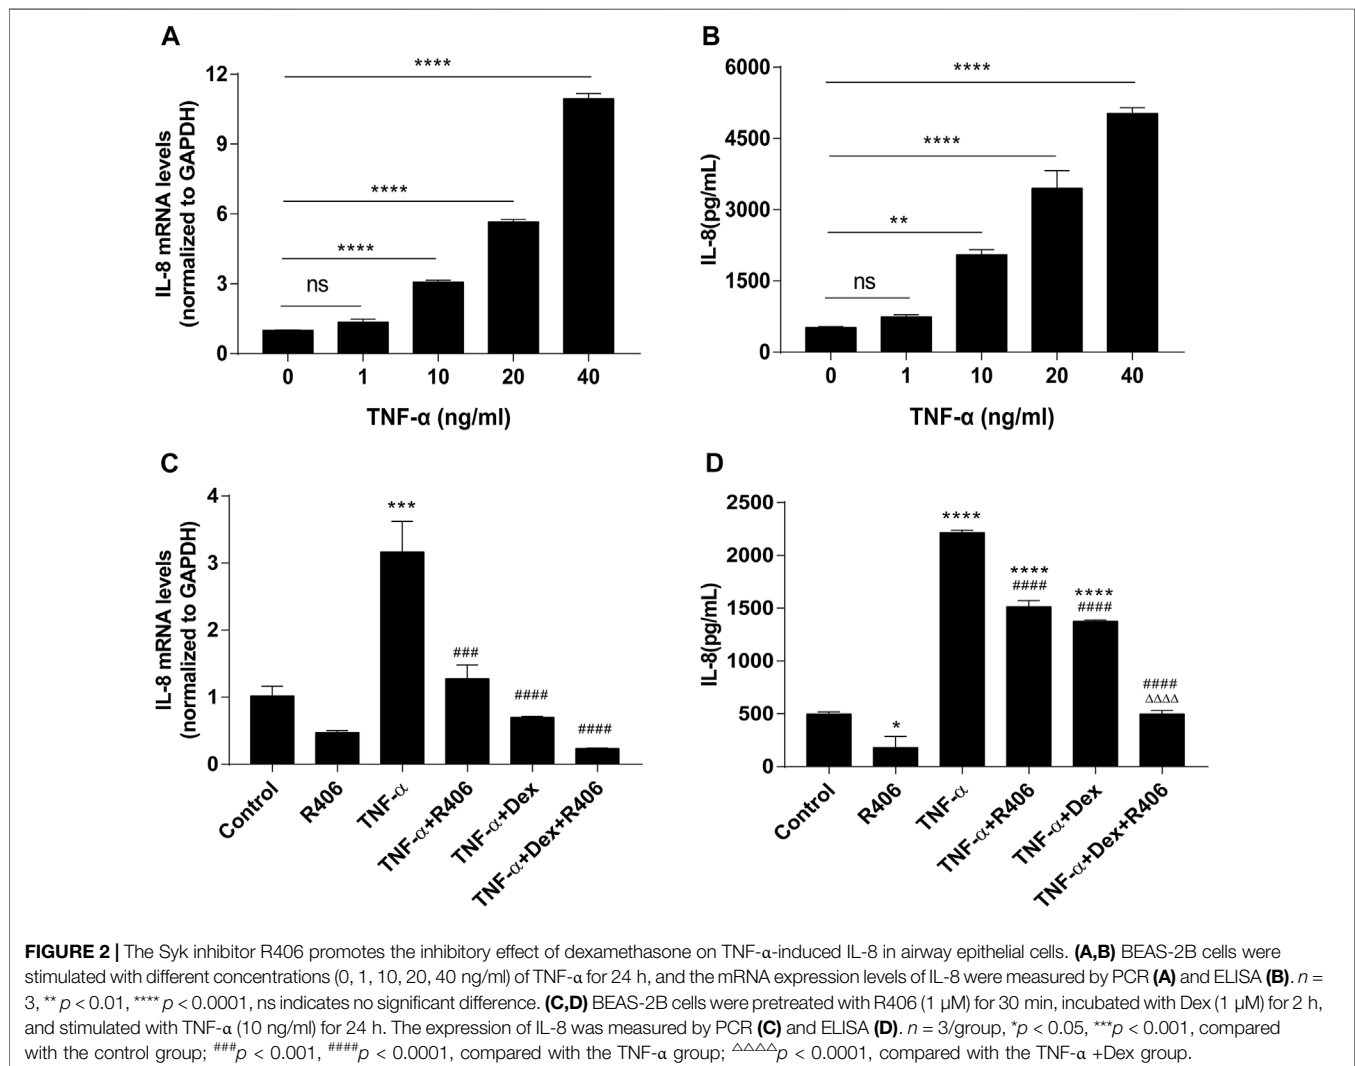 A
IL-8 mRNA levels
(normalized to GAPDH)
12
9
6
3
0
****
****
****
ns
0 1 10 20 40
TNF-α (ng/ml)
B
IL-8(pg/mL)
6000
4500
3000
1500
0
****
****
**
ns
0 1 10 20 40
TNF-α (ng/ml)
C
IL-8 mRNA levels
(normalized to GAPDH)
4
3
2
1
0
***
###
####
####
Control
R406
TNF-α
TNF-α+R406
TNF-α+Dex
TNF-α+Dex+R406
D
IL-8(pg/mL)
2500
2000
1500
1000
500
0
*
****
****
####
****
####
####
ΔΔΔΔ
Control
R406
TNF-α
TNF-α+R406
TNF-α+Dex
TNF-α+Dex+R406
FIGURE 2 | The Syk inhibitor R406 promotes the inhibitory effect of dexamethasone on TNF-α-induced IL-8 in airway epithelial cells. (A,B) BEAS-2B cells were
stimulated with different concentrations (0, 1, 10, 20, 40 ng/ml) of TNF-α for 24 h, and the mRNA expression levels of IL-8 were measured by PCR (A) and ELISA (B). n =
3, **p < 0.01, ****p < 0.0001, ns indicates no significant difference. (C,D) BEAS-2B cells were pretreated with R406 (1 μM) for 30 min, incubated with Dex (1 μM) for 2 h,
and stimulated with TNF-α (10 ng/ml) for 24 h. The expression of IL-8 was measured by PCR (C) and ELISA (D). n = 3/group, *p < 0.05, ***p < 0.001, compared
with the control group; ###p < 0.001, ####p < 0.0001, compared with the TNF-α group; △△△△p < 0.0001, compared with the TNF-α +Dex group.